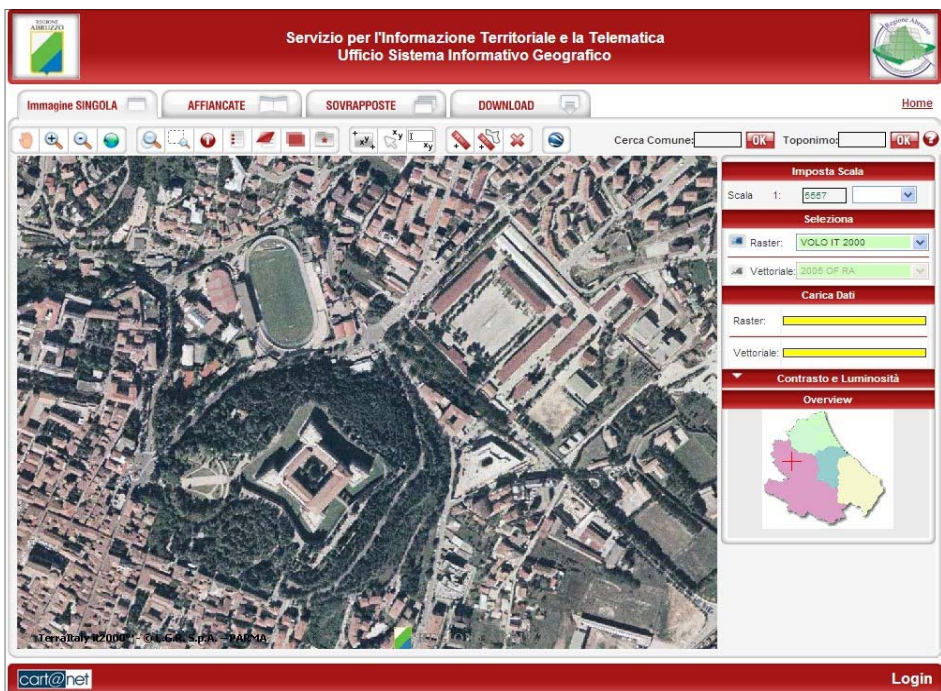 REGIONE
ABRUZZO
Servizio per l'Informazione Territoriale e la Telematica
Ufficio Sistema Informativo Geografico
Regione Abruzzo
Immagine SINGOLA
AFFIANCATE
SOVRAPPOSTE
DOWNLOAD
Home
Cerca Comune: OK Toponimo: OK ?
Imposta Scala
Scala 1: 5557
Seleziona
Raster: VOLO IT 2000
Vettoriale: 2005 OF RA
Carica Dati
Raster:
Vettoriale:
Contrasto e Luminosità
Overview
"TerraItaly it2000" - © C.G.R. S.p.A. - PARMA
cart@net
Login